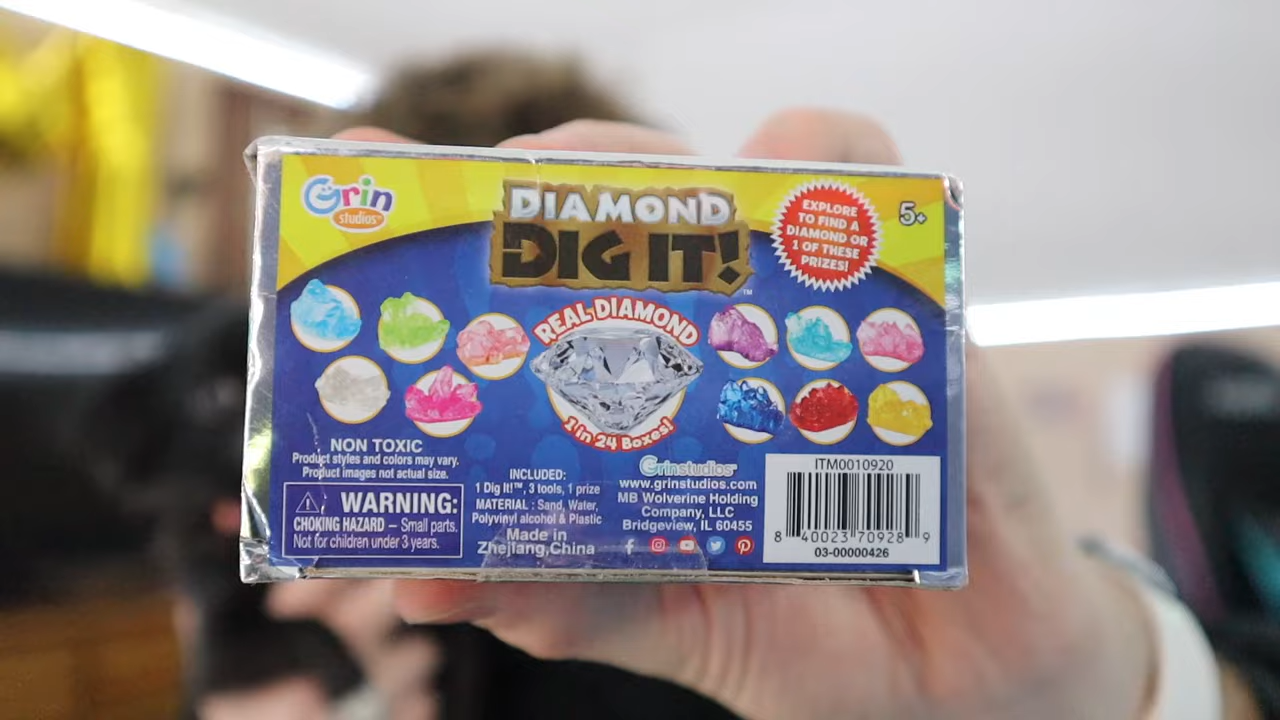 Grin
studios™
DIAMOND
DIG IT!™
EXPLORE
TO FIND A
DIAMOND OR
1 OF THESE
PRIZES!
5+
REAL DIAMOND
1 in 24 Boxes!
NON TOXIC
Product styles and colors may vary.
Product images not actual size.
WARNING:
CHOKING HAZARD – Small parts.
Not for children under 3 years.
INCLUDED:
1 Dig It!™, 3 tools, 1 prize
MATERIAL : Sand, Water,
Polyvinyl alcohol & Plastic
Made in
Zhejiang,China
Grinstudios™
www.grinstudios.com
MB Wolverine Holding
Company, LLC
Bridgeview, IL 60455
ITM0010920
8 40023 70928 9
03-00000426